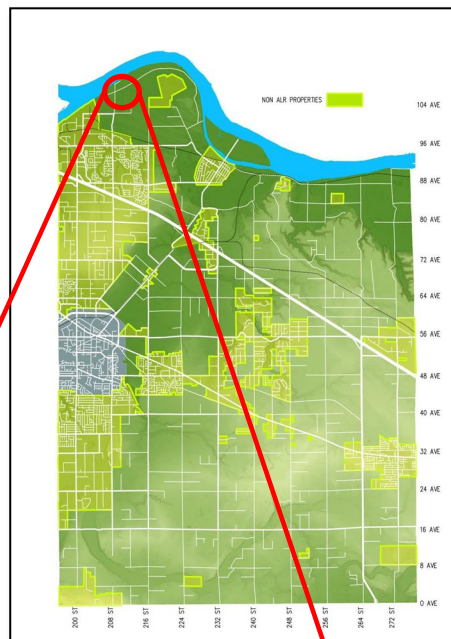 NON ALR PROPERTIES
104 AVE
96 AVE
88 AVE
80 AVE
72 AVE
64 AVE
56 AVE
48 AVE
40 AVE
32 AVE
24 AVE
16 AVE
8 AVE
0 AVE
200 ST
208 ST
216 ST
224 ST
232 ST
240 ST
248 ST
256 ST
264 ST
272 ST